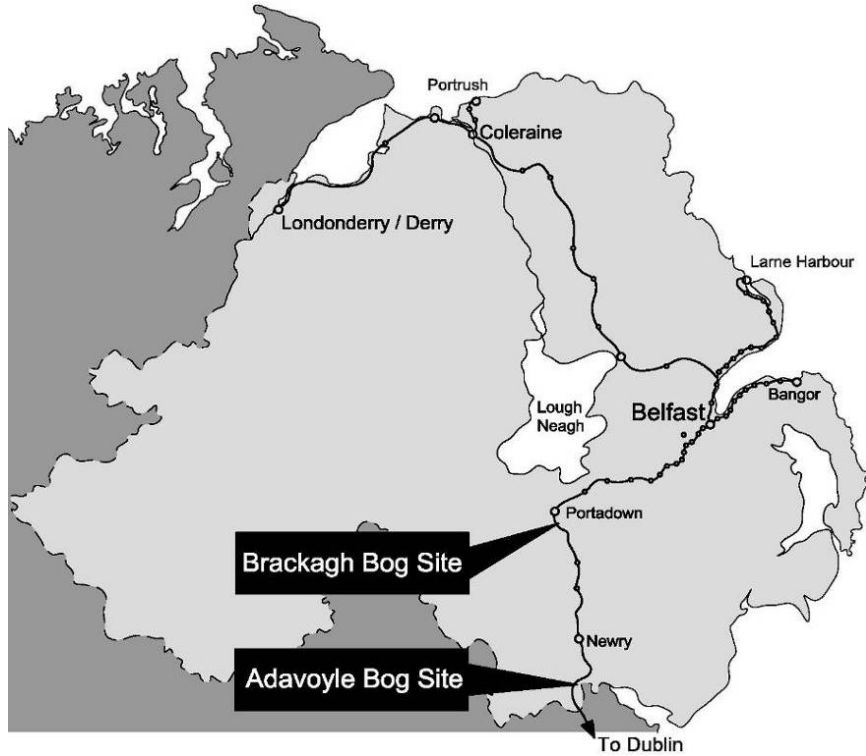 Portrush
Coleraine
Londonderry / Derry
Larne Harbour
Lough
Neagh
Belfast
Bangor
Portadown
Brackagh Bog Site
Newry
Adavoyle Bog Site
To Dublin